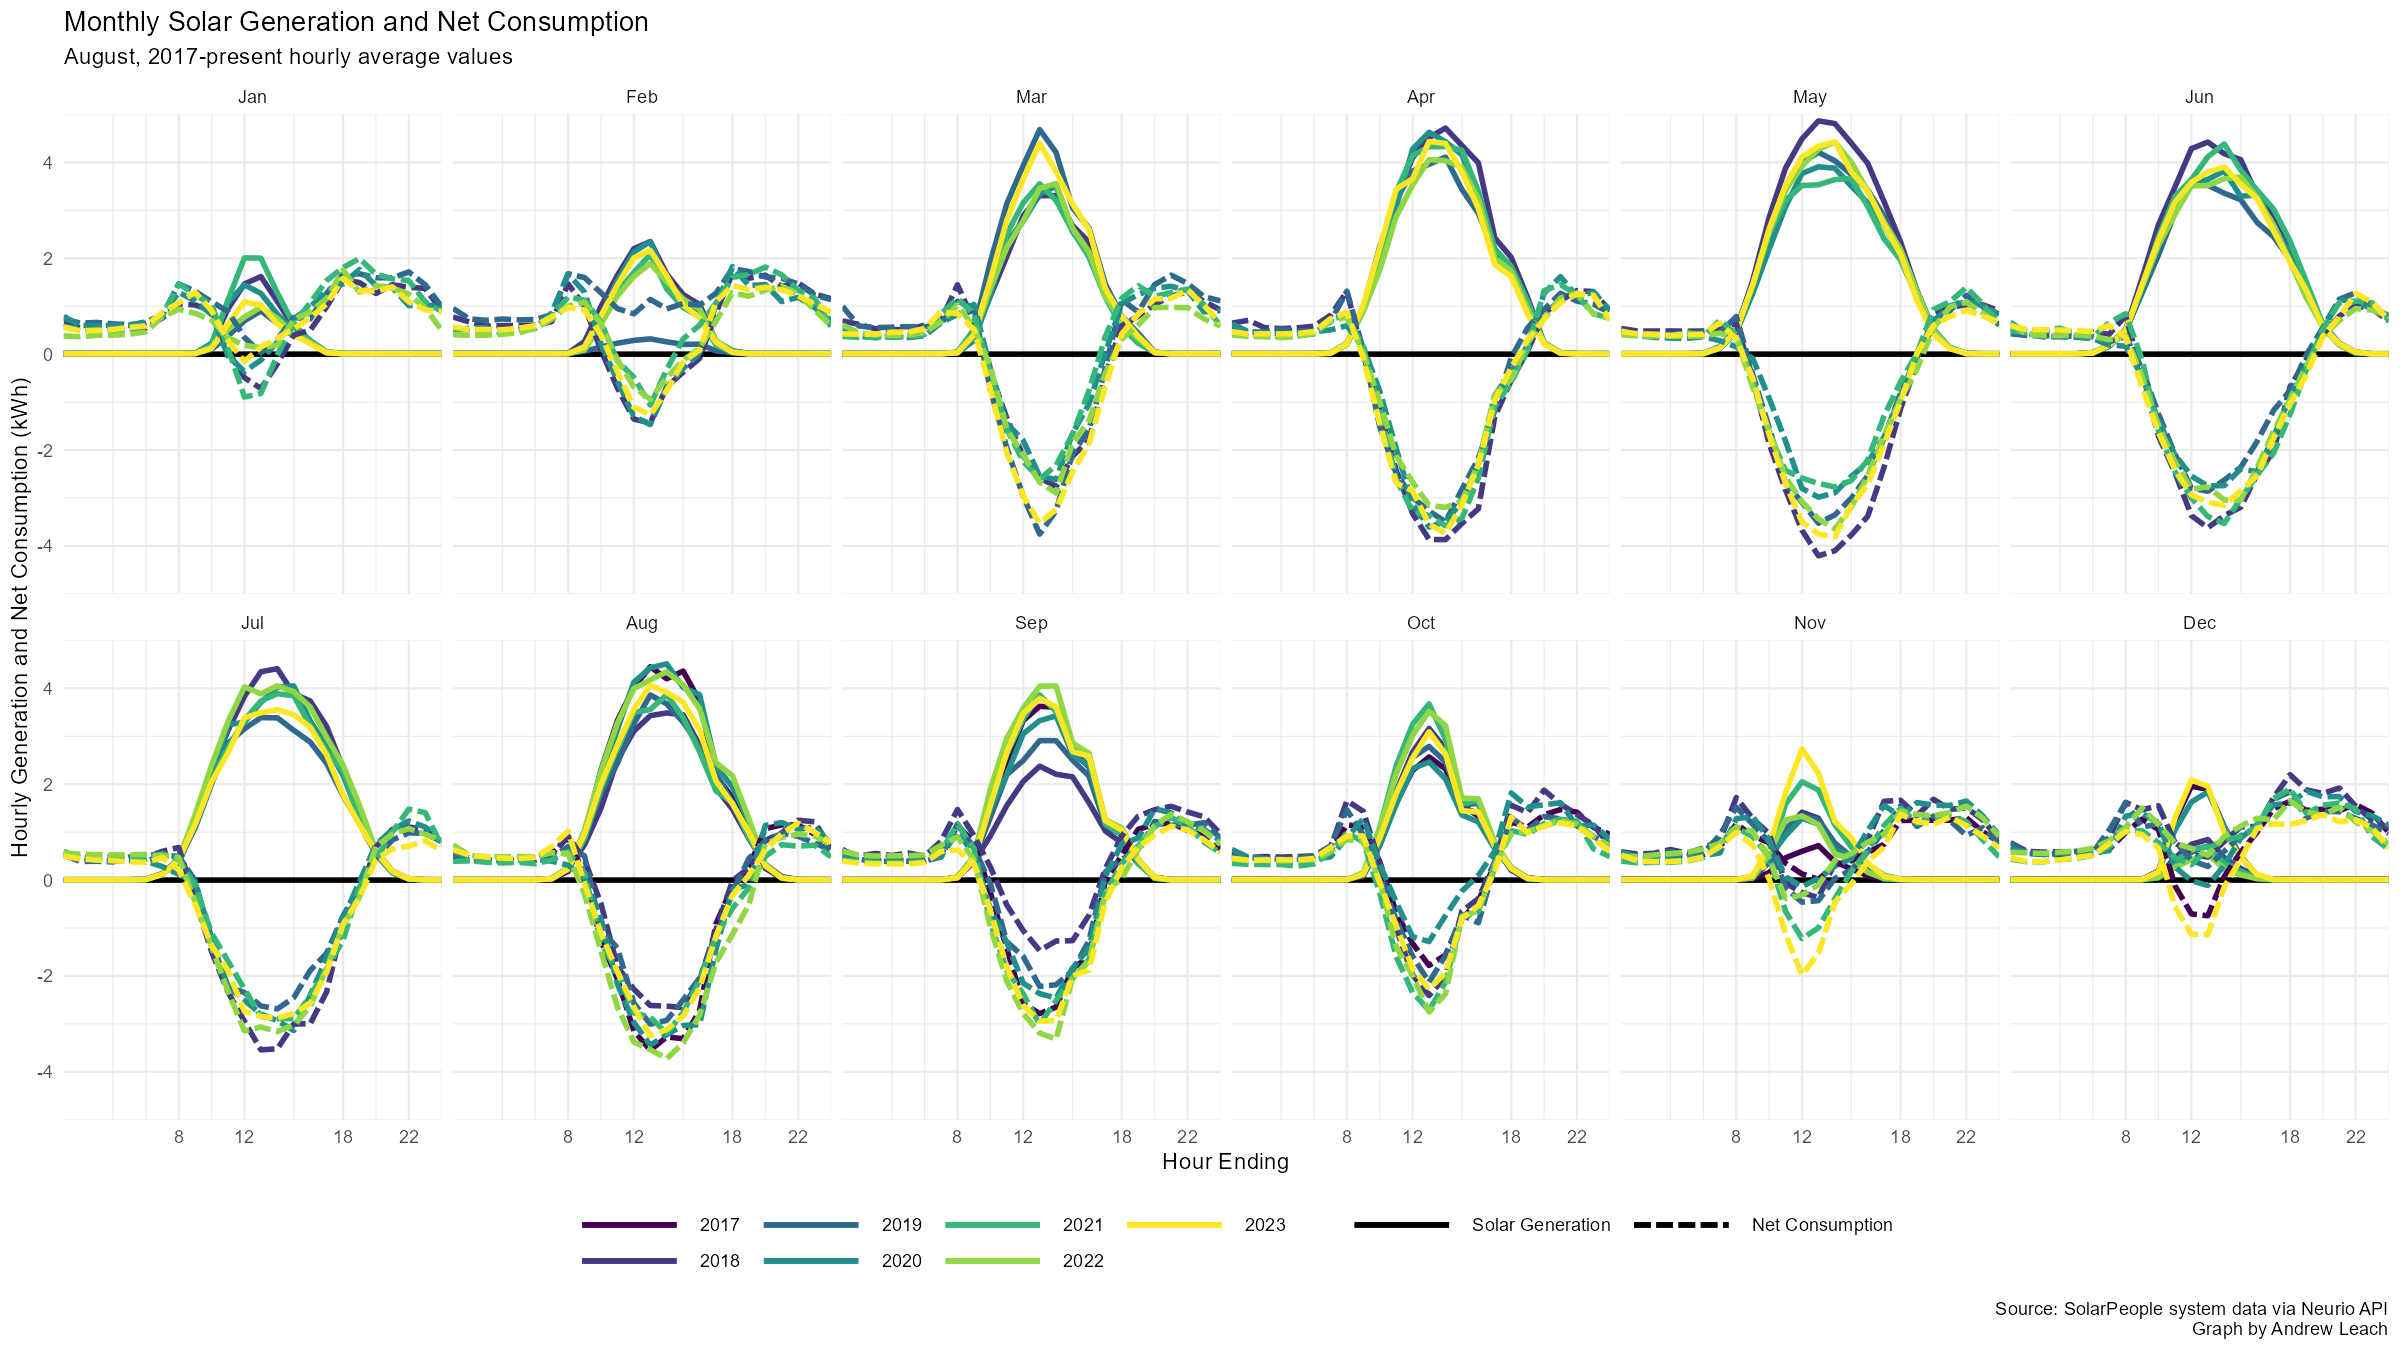 Monthly Solar Generation and Net Consumption
August, 2017-present hourly average values
Jan Feb Mar Apr May Jun
4
2
0
-2
-4
Hourly Generation and Net Consumption (kWh)
Jul Aug Sep Oct Nov Dec
4
2
0
-2
-4
8 12 18 22 8 12 18 22 8 12 18 22 8 12 18 22 8 12 18 22 8 12 18 22
Hour Ending
2017 2019 2021 2023 Solar Generation Net Consumption
2018 2020 2022
Source: SolarPeople system data via Neurio API
Graph by Andrew Leach